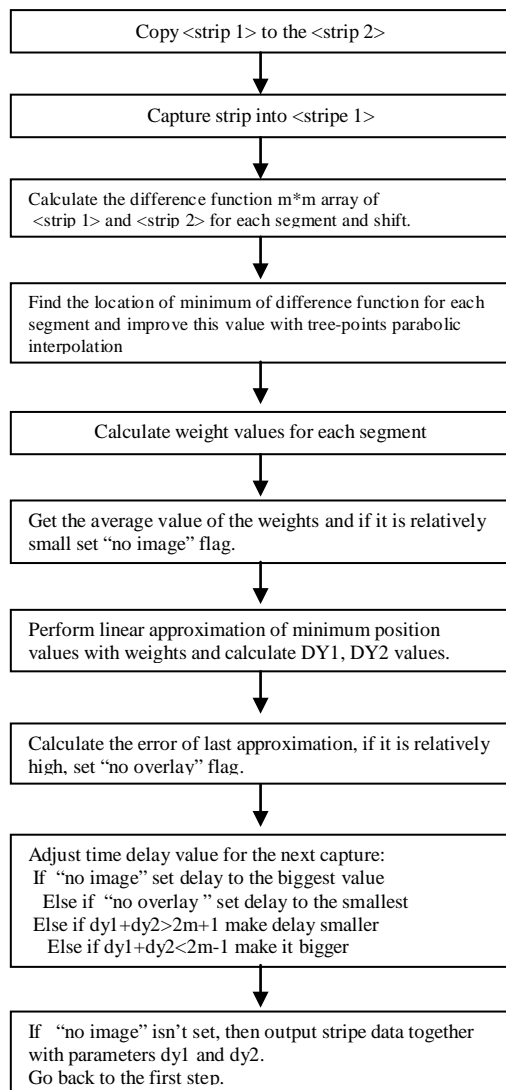 Copy <strip 1> to the <strip 2>
Capture strip into <stripe 1>
Calculate the difference function m*m array of
<strip 1> and <strip 2> for each segment and shift.
Find the location of minimum of difference function for each
segment and improve this value with tree-points parabolic
interpolation
Calculate weight values for each segment
Get the average value of the weights and if it is relatively
small set “no image” flag.
Perform linear approximation of minimum position
values with weights and calculate DY1, DY2 values.
Calculate the error of last approximation, if it is relatively
high, set “no overlay” flag.
Adjust time delay value for the next capture:
If “no image” set delay to the biggest value
Else if “no overlay ” set delay to the smallest
Else if dy1+dy2>2m+1 make delay smaller
Else if dy1+dy2<2m-1 make it bigger
If “no image” isn't set, then output stripe data together
with parameters dy1 and dy2.
Go back to the first step.